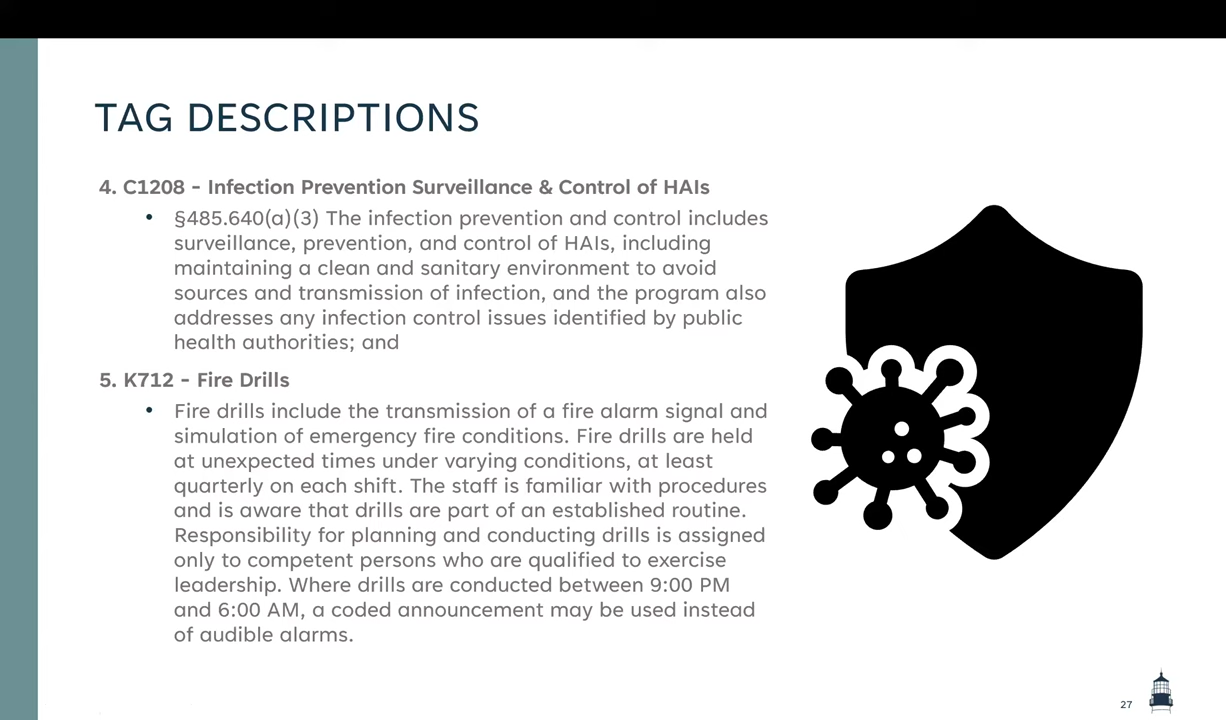 TAG DESCRIPTIONS
4. C1208 - Infection Prevention Surveillance & Control of HAIs
• §485.640(a)(3) The infection prevention and control includes
surveillance, prevention, and control of HAIs, including
maintaining a clean and sanitary environment to avoid
sources and transmission of infection, and the program also
addresses any infection control issues identified by public
health authorities; and
5. K712 - Fire Drills
• Fire drills include the transmission of a fire alarm signal and
simulation of emergency fire conditions. Fire drills are held
at unexpected times under varying conditions, at least
quarterly on each shift. The staff is familiar with procedures
and is aware that drills are part of an established routine.
Responsibility for planning and conducting drills is assigned
only to competent persons who are qualified to exercise
leadership. Where drills are conducted between 9:00 PM
and 6:00 AM, a coded announcement may be used instead
of audible alarms.
27